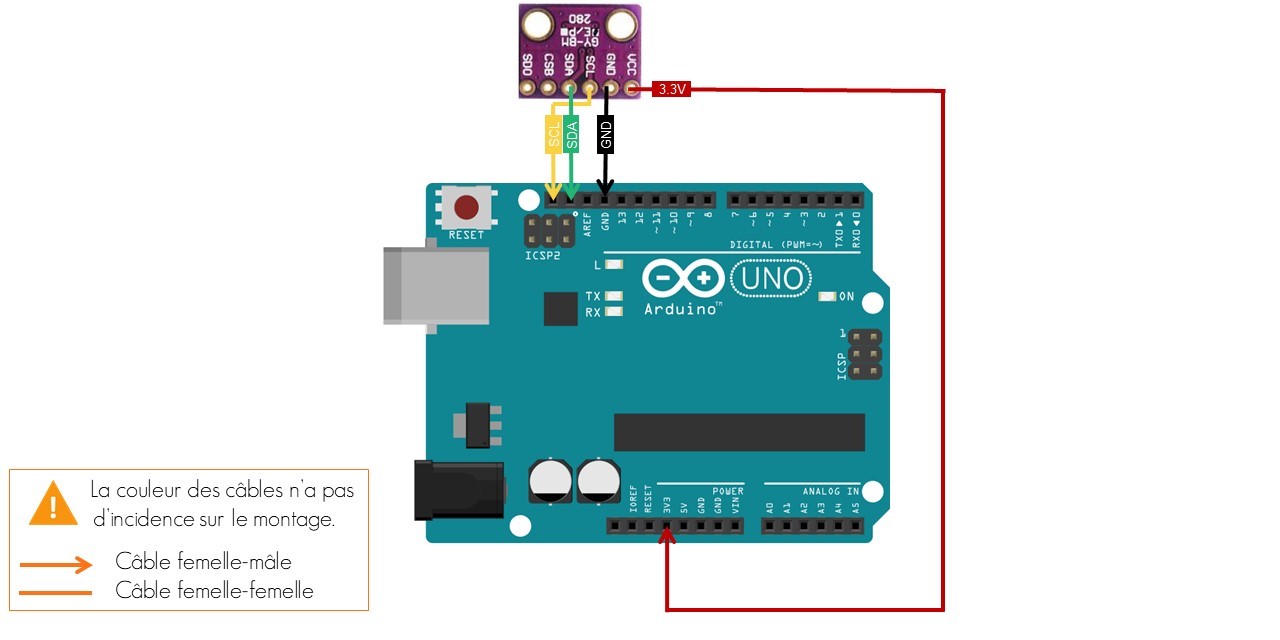 GY-BM
E/P
280
SDO CSB SDA SCL GND VCC
3.3V
SCL SDA GND
RESET
ICSP2
AREF GND 13 12 ~11 ~10 ~9 8 7 ~6 ~5 4 ~3 2 TX0▶1 RX0◀0
DIGITAL (PWM=~)
L
TX
RX
UNO
Arduino™
ON
1
ICSP
POWER
ANALOG IN
IOREF RESET 3V3 5V GND GND VIN A0 A1 A2 A3 A4 A5
La couleur des câbles n'a pas
d'incidence sur le montage.
Câble femelle-mâle
Câble femelle-femelle